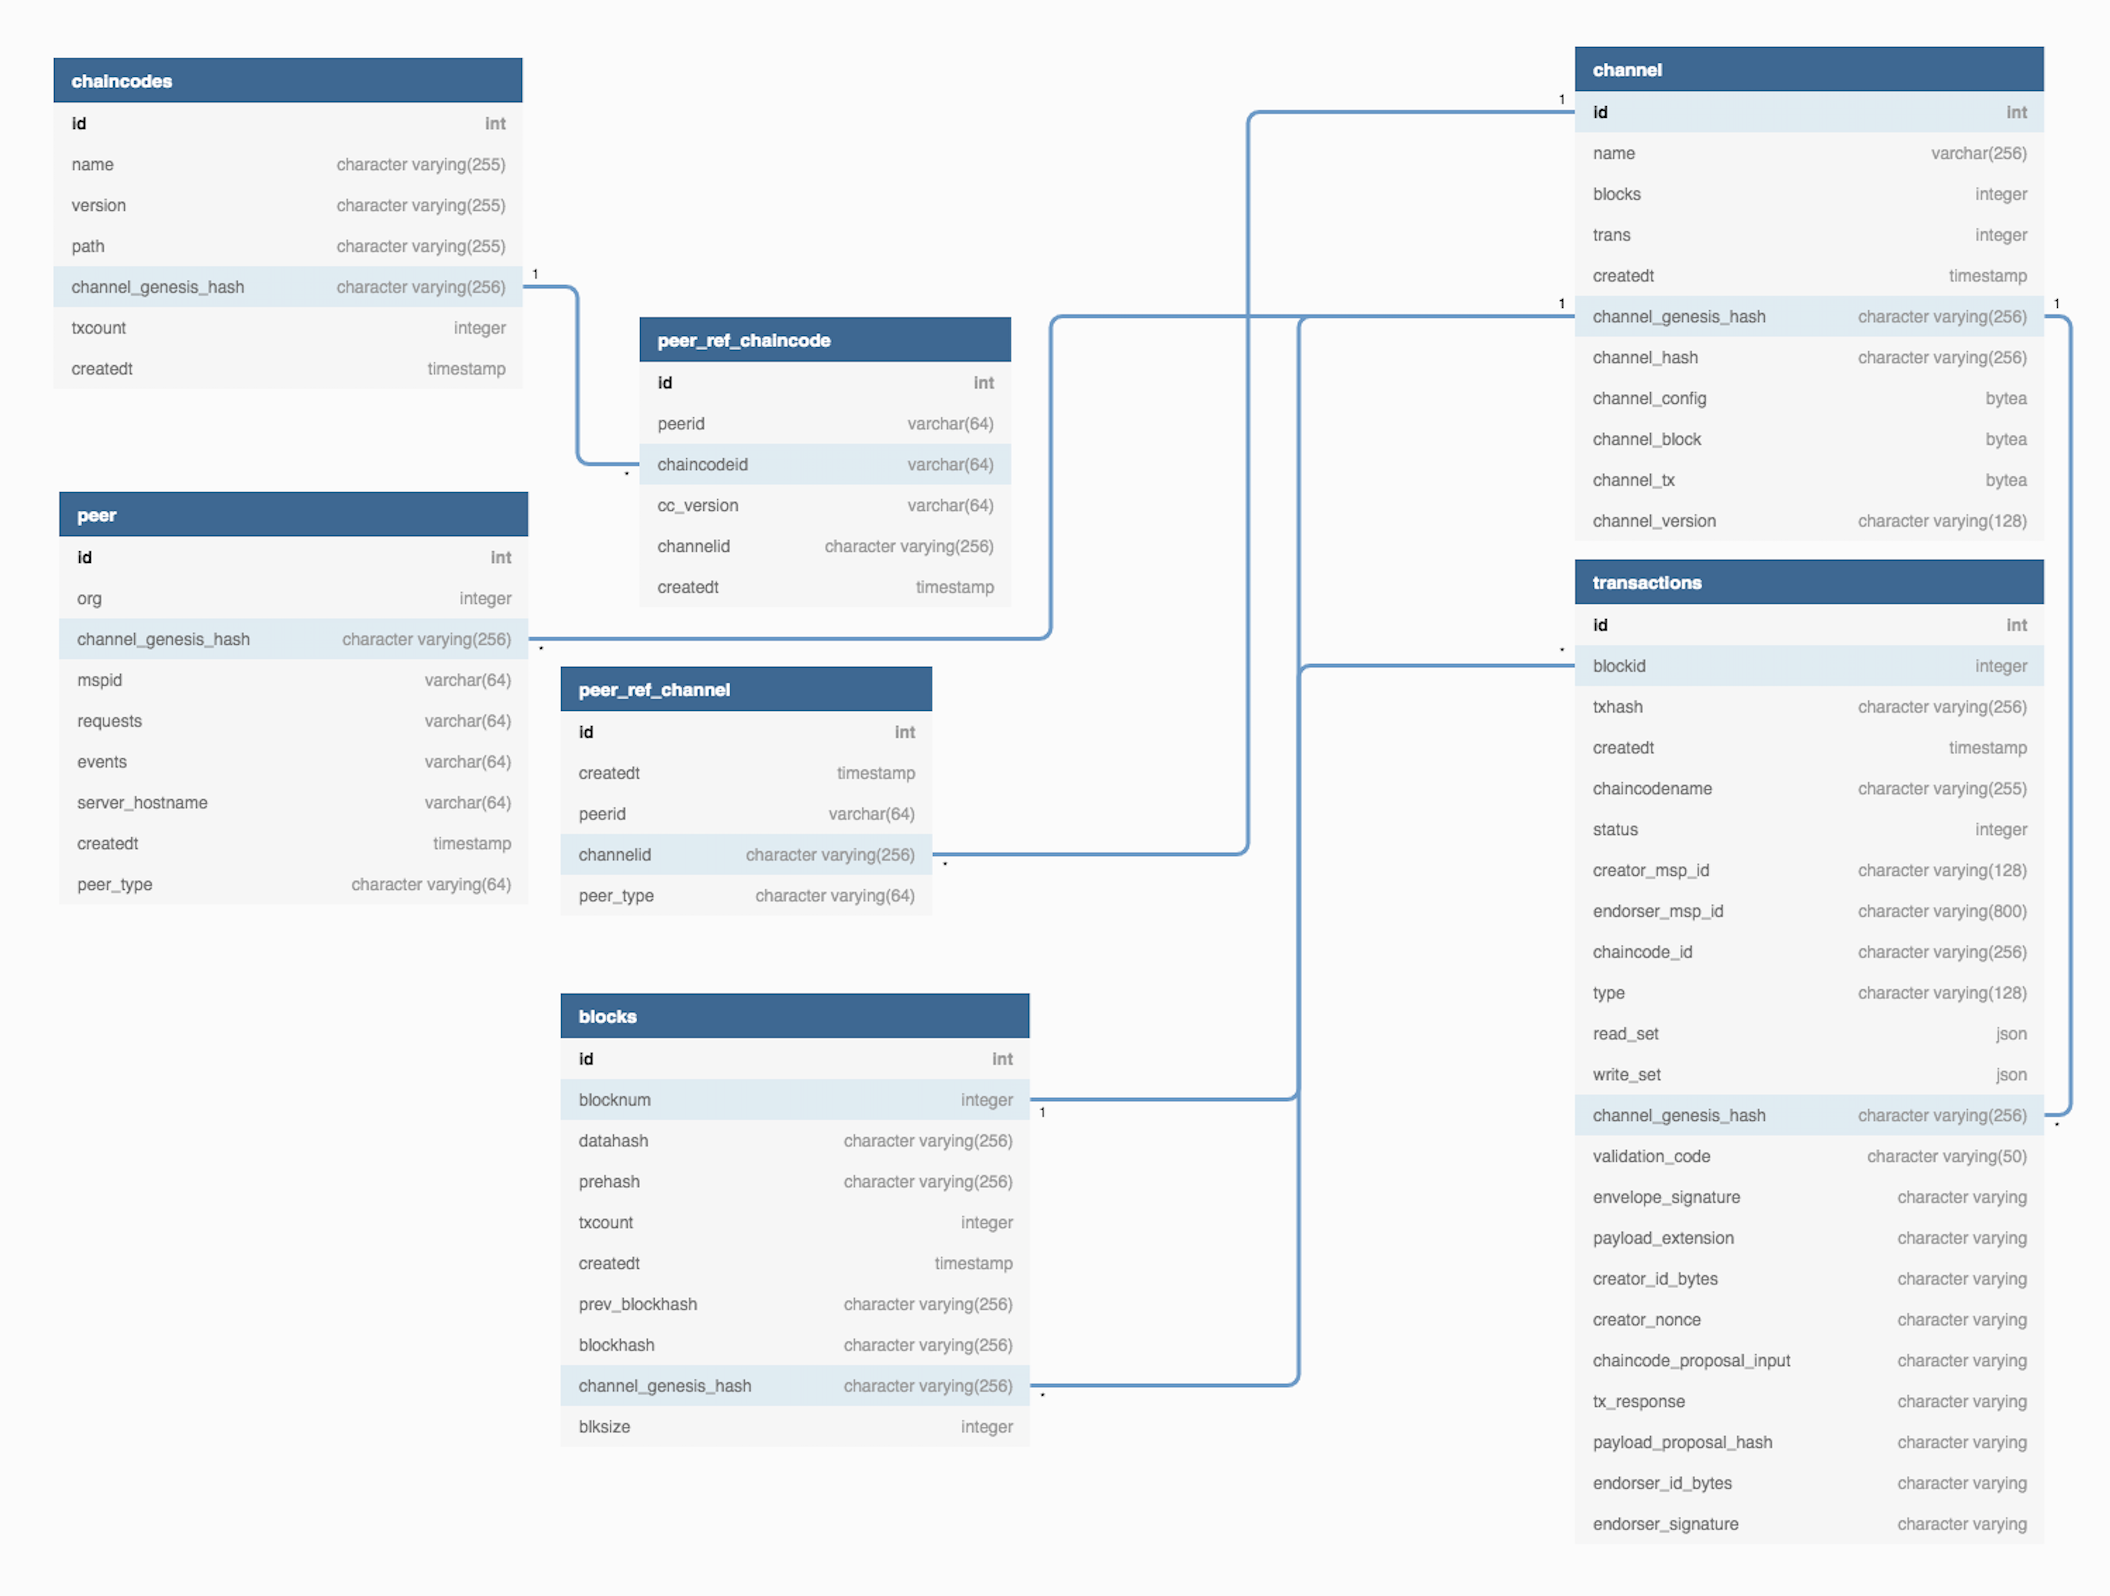 chaincodes
id int
name character varying(255)
version character varying(255)
path character varying(255)
channel_genesis_hash character varying(256)
txcount integer
createdt timestamp
1
*
peer_ref_chaincode
id int
peerid varchar(64)
chaincodeid varchar(64)
cc_version varchar(64)
channelid character varying(256)
createdt timestamp
peer
id int
org integer
channel_genesis_hash character varying(256)
mspid varchar(64)
requests varchar(64)
events varchar(64)
server_hostname varchar(64)
createdt timestamp
peer_type character varying(64)
*
peer_ref_channel
id int
createdt timestamp
peerid varchar(64)
channelid character varying(256)
peer_type character varying(64)
*
blocks
id int
blocknum integer
datahash character varying(256)
prehash character varying(256)
txcount integer
createdt timestamp
prev_blockhash character varying(256)
blockhash character varying(256)
channel_genesis_hash character varying(256)
blksize integer
1
*
channel
id int
name varchar(256)
blocks integer
trans integer
createdt timestamp
channel_genesis_hash character varying(256)
channel_hash character varying(256)
channel_config bytea
channel_block bytea
channel_tx bytea
channel_version character varying(128)
1
1
1
transactions
id int
blockid integer
txhash character varying(256)
createdt timestamp
chaincodename character varying(255)
status integer
creator_msp_id character varying(128)
endorser_msp_id character varying(800)
chaincode_id character varying(256)
type character varying(128)
read_set json
write_set json
channel_genesis_hash character varying(256)
validation_code character varying(50)
envelope_signature character varying
payload_extension character varying
creator_id_bytes character varying
creator_nonce character varying
chaincode_proposal_input character varying
tx_response character varying
payload_proposal_hash character varying
endorser_id_bytes character varying
endorser_signature character varying
*
*